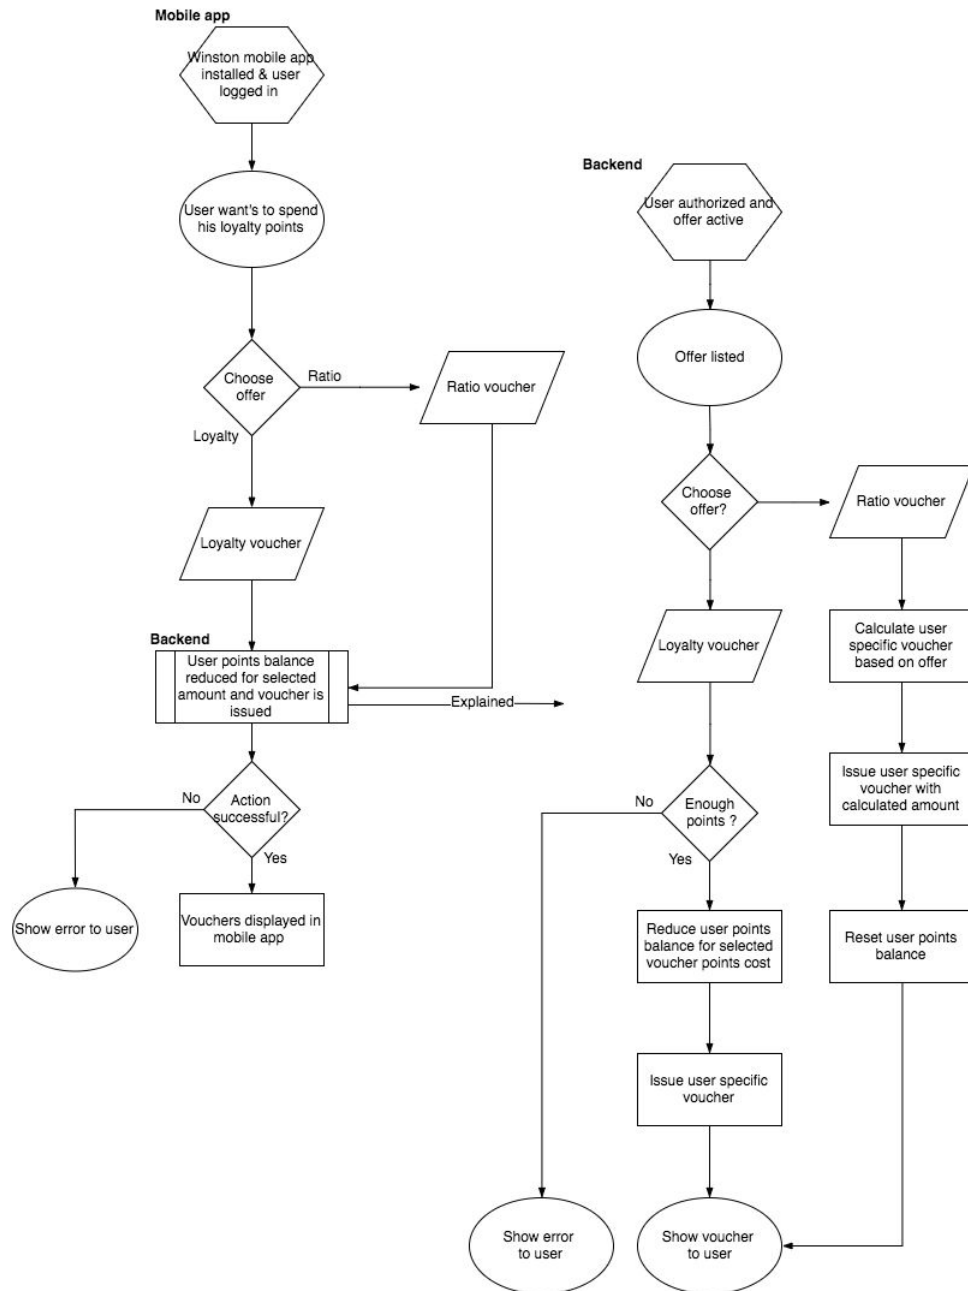 Mobile app
Winston mobile app
installed & user
logged in
User want's to spend
his loyalty points
Choose
offer
Ratio
Loyalty
Ratio voucher
Loyalty voucher
Backend
User points balance
reduced for selected
amount and voucher is
issued
Explained
Action
successful?
No
Yes
Show error to user
Vouchers displayed in
mobile app
Backend
User authorized and
offer active
Offer listed
Choose
offer?
Ratio voucher
Loyalty voucher
Calculate user
specific voucher
based on offer
Issue user specific
voucher with
calculated amount
Enough
points ?
No
Yes
Reduce user points
balance for selected
voucher points cost
Reset user points
balance
Issue user specific
voucher
Show error
to user
Show voucher
to user